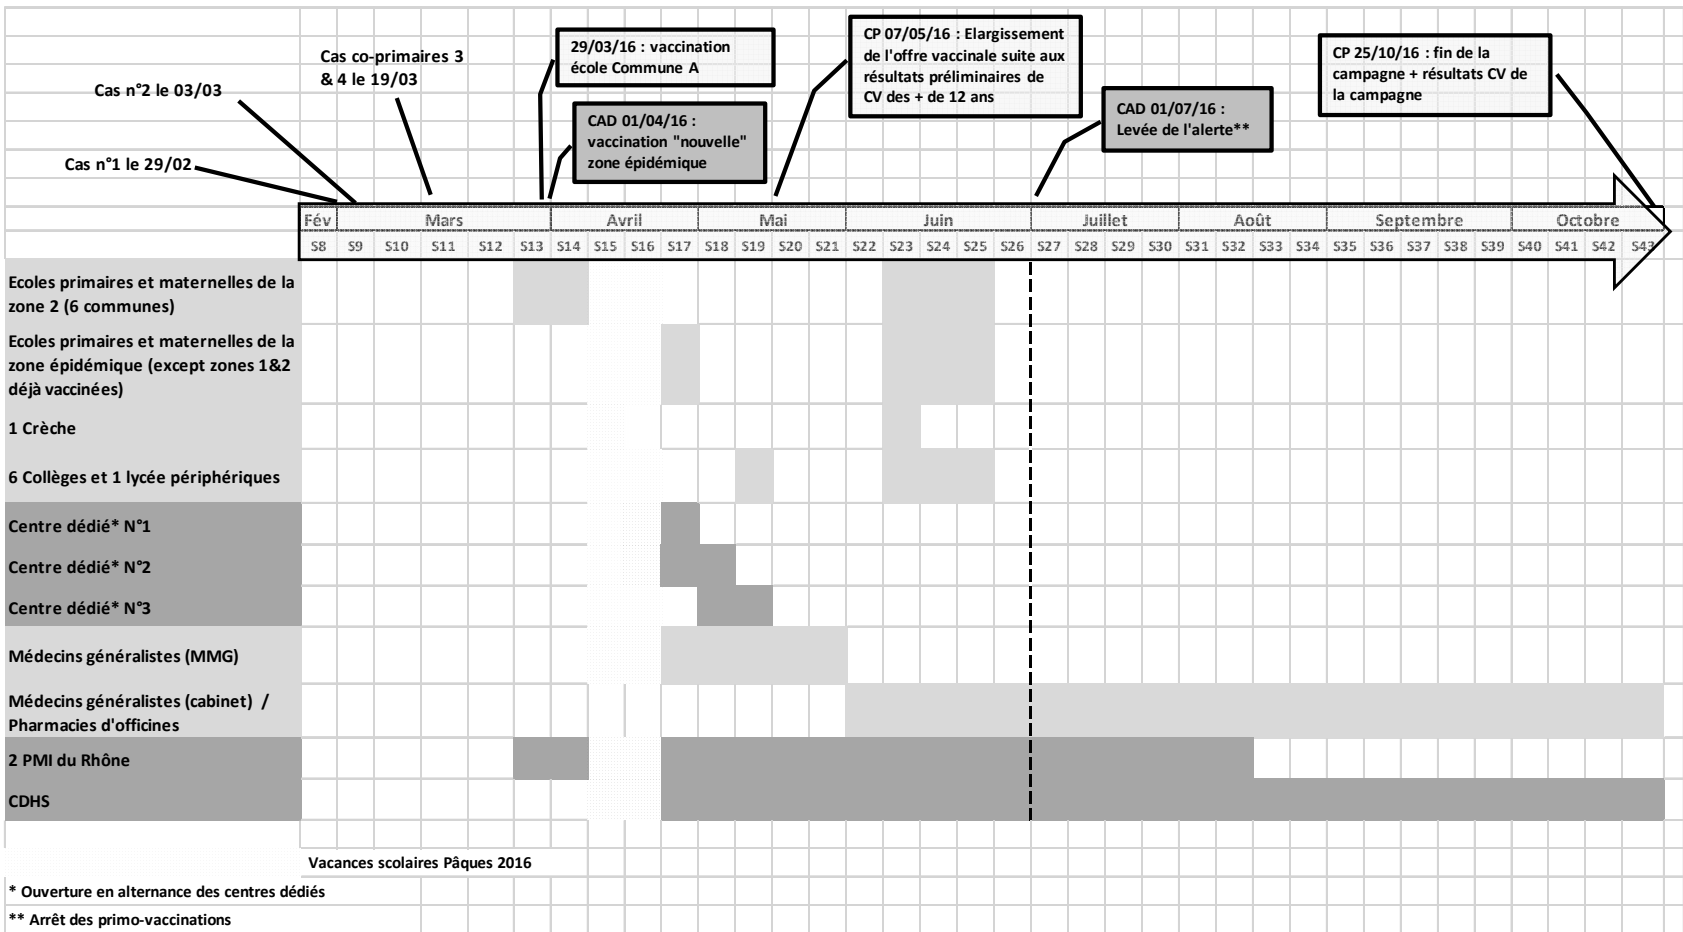 29/03/16 : vaccination
école Commune A
CP 07/05/16 : Elargissement
de l'offre vaccinale suite aux
résultats préliminaires de
CV des + de 12 ans
CP 25/10/16 : fin de la
campagne + résultats CV de
la campagne
Cas co-primaires 3
& 4 le 19/03
Cas n°2 le 03/03
CAD 01/04/16 :
vaccination "nouvelle"
zone épidémique
CAD 01/07/16 :
Levée de l'alerte**
Cas n°1 le 29/02
Fév Mars Avril Mai Juin Juillet Août Septembre Octobre
S8 S9 S10 S11 S12 S13 S14 S15 S16 S17 S18 S19 S20 S21 S22 S23 S24 S25 S26 S27 S28 S29 S30 S31 S32 S33 S34 S35 S36 S37 S38 S39 S40 S41 S42 S43
Ecoles primaires et maternelles de la
zone 2 (6 communes)
Ecoles primaires et maternelles de la
zone épidémique (except zones 1&2
déjà vaccinées)
1 Crèche
6 Collèges et 1 lycée périphériques
Centre dédié* N°1
Centre dédié* N°2
Centre dédié* N°3
Médecins généralistes (MMG)
Médecins généralistes (cabinet) /
Pharmacies d'officines
2 PMI du Rhône
CDHS
Vacances scolaires Pâques 2016
* Ouverture en alternance des centres dédiés
** Arrêt des primo-vaccinations